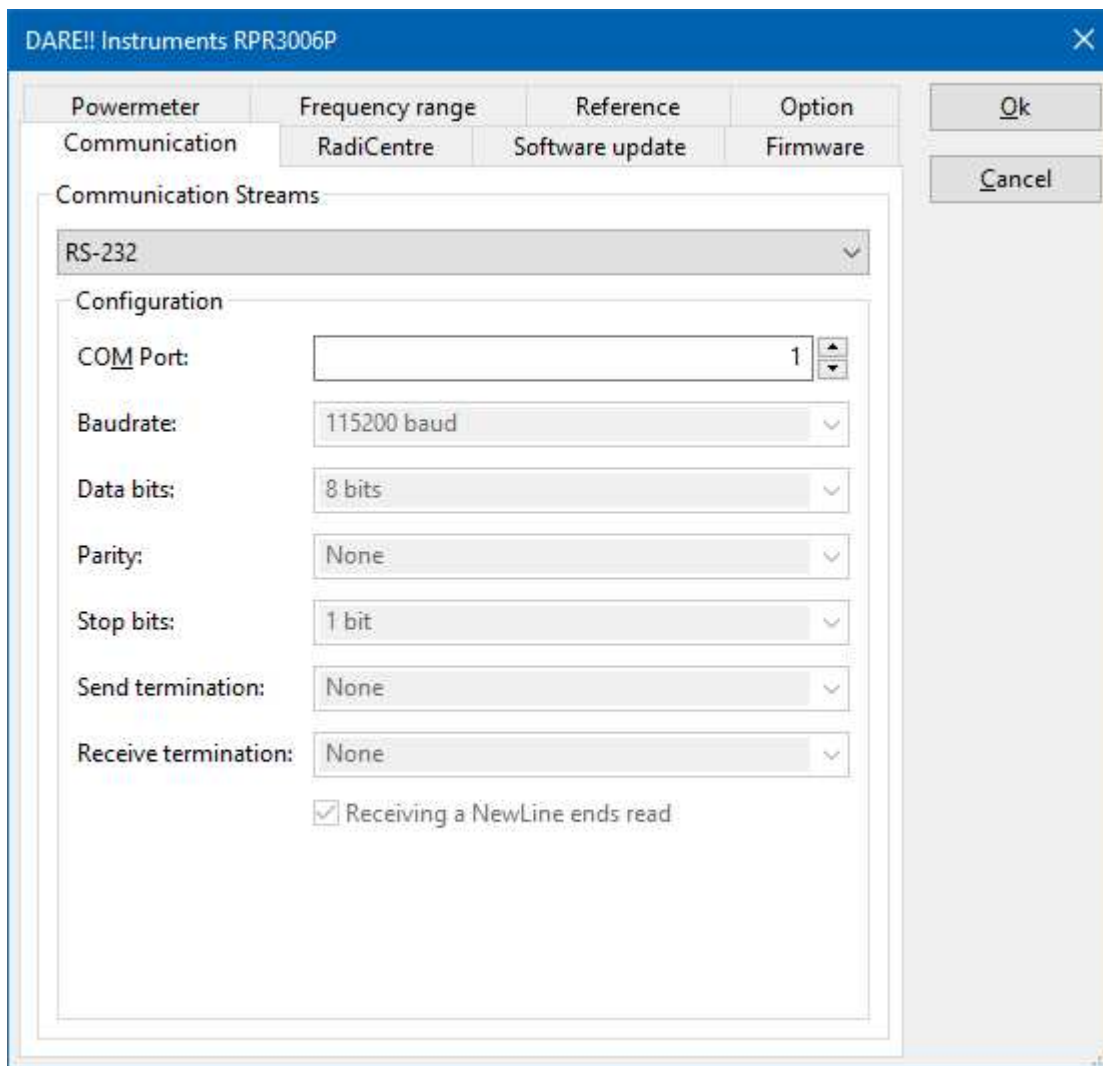 DARE!! Instruments RPR3006P
Powermeter Frequency range Reference Option
Ok
Communication RadiCentre Software update Firmware
Cancel
Communication Streams
RS-232
Configuration
COM Port: 1
Baudrate: 115200 baud
Data bits: 8 bits
Parity: None
Stop bits: 1 bit
Send termination: None
Receive termination: None
Receiving a NewLine ends read